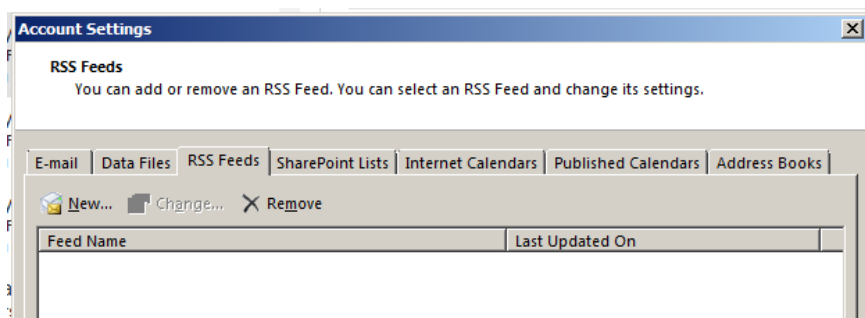 Account Settings
RSS Feeds
You can add or remove an RSS Feed. You can select an RSS Feed and change its settings.
E-mail Data Files RSS Feeds SharePoint Lists Internet Calendars Published Calendars Address Books
New... Change... Remove
Feed Name Last Updated On